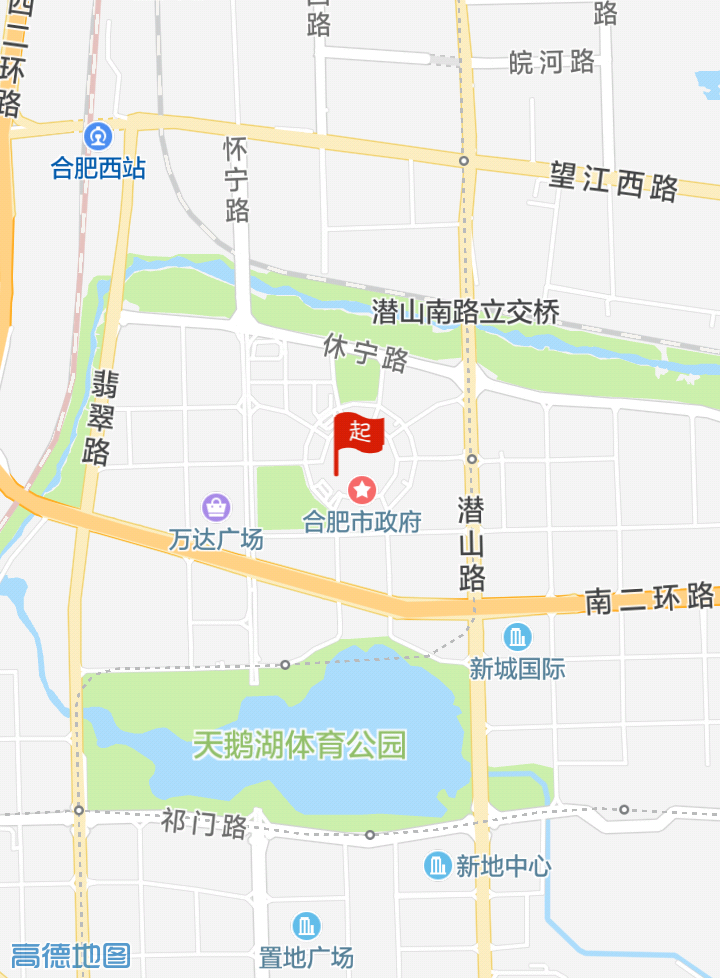 西二环路
路
路
皖河路
合肥西站
怀宁路
望江西路
潜山南路立交桥
休宁路
翡翠路
起
万达广场
合肥市政府
潜山路
南二环路
新城国际
天鹅湖体育公园
祁门路
新地中心
置地广场
高德地图